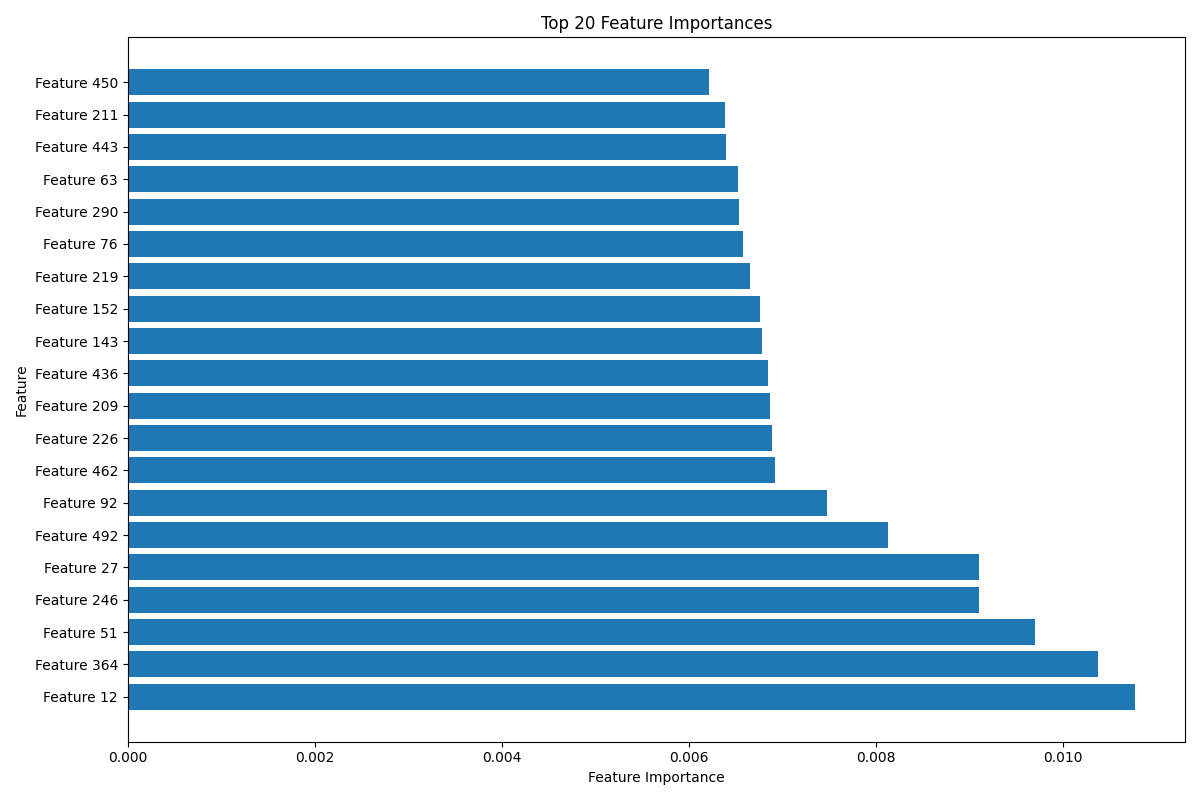 Top 20 Feature Importances
Feature
Feature 450
Feature 211
Feature 443
Feature 63
Feature 290
Feature 76
Feature 219
Feature 152
Feature 143
Feature 436
Feature 209
Feature 226
Feature 462
Feature 92
Feature 492
Feature 27
Feature 246
Feature 51
Feature 364
Feature 12
0.000 0.002 0.004 0.006 0.008 0.010
Feature Importance